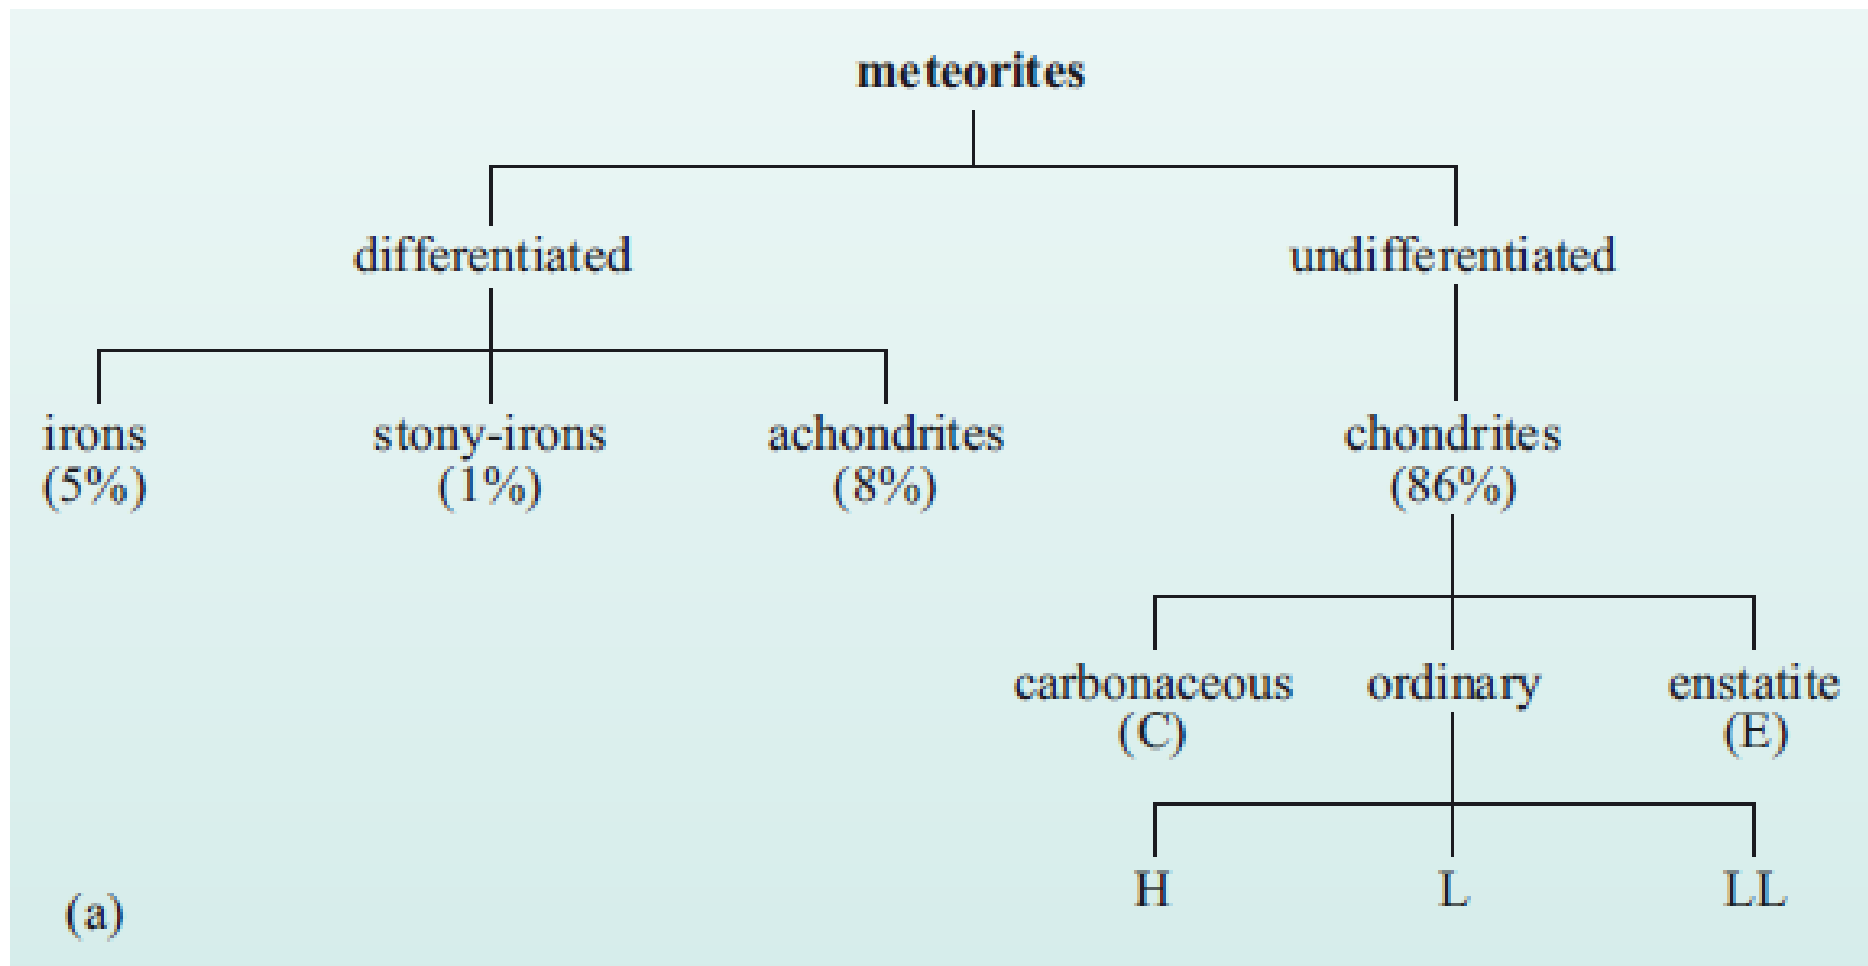 meteorites
differentiated
undifferentiated
irons
(5%)
stony-irons
(1%)
achondrites
(8%)
chondrites
(86%)
carbonaceous
(C)
ordinary
enstatite
(E)
H
L
LL
(a)